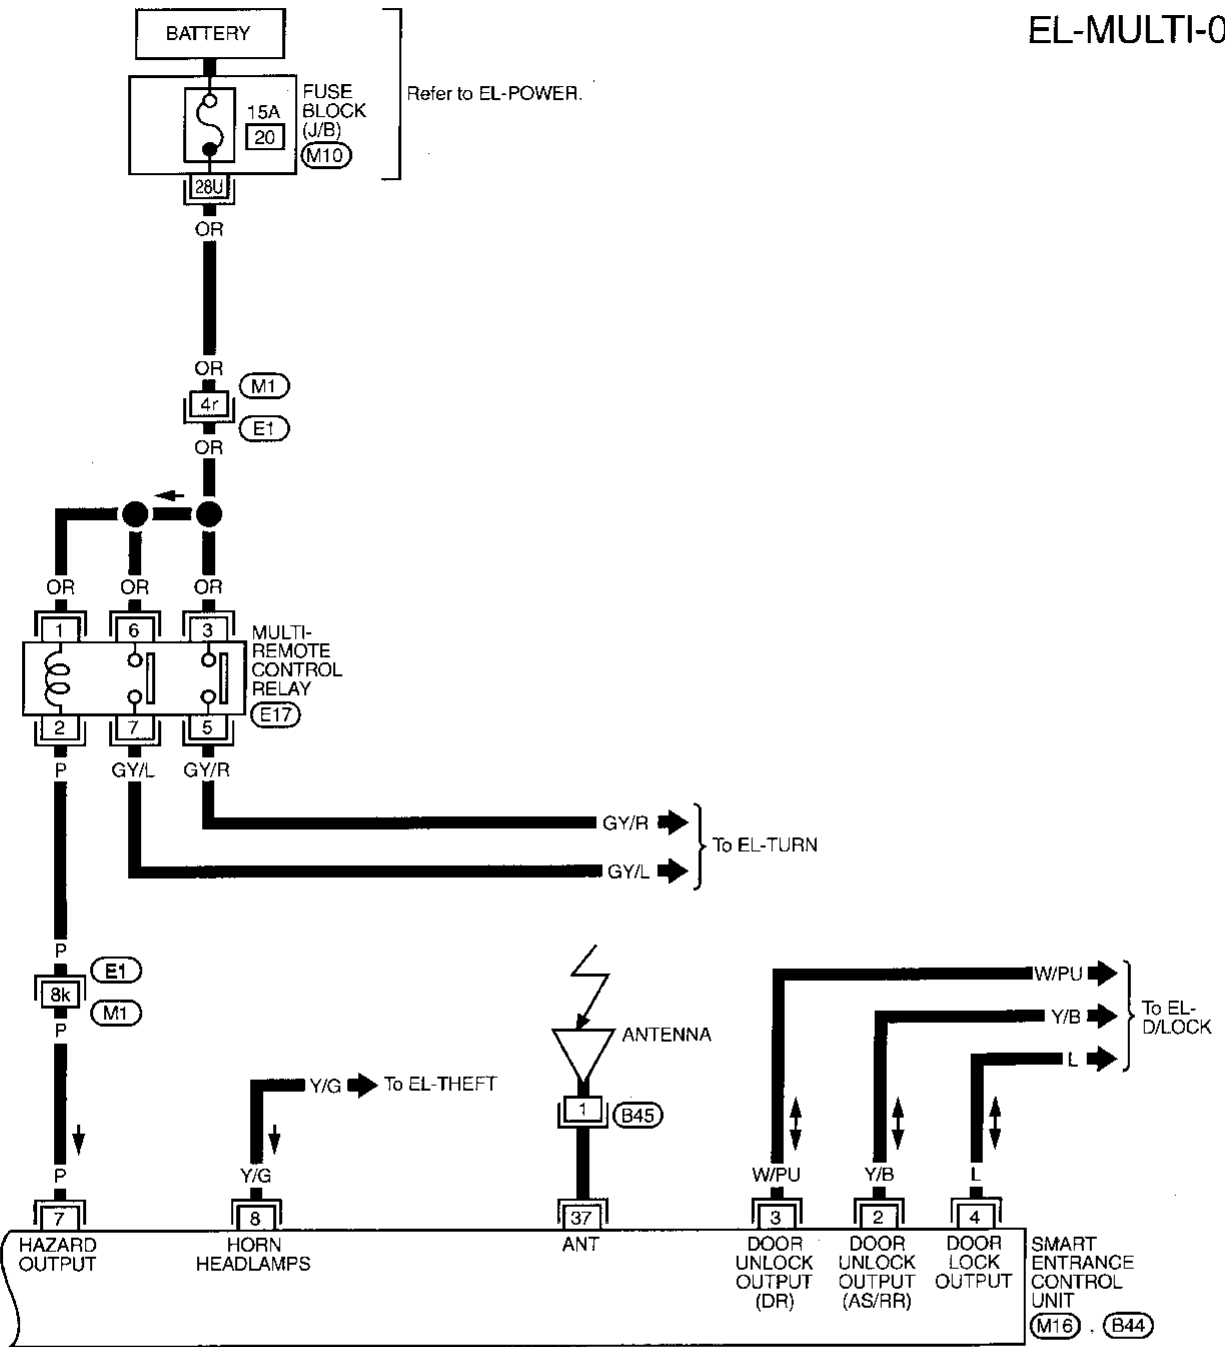 EL-MULTI-0
BATTERY
Refer to EL-POWER.
FUSE
BLOCK
(J/B)
M10
15A
20
28U
OR
OR
M1
4r
E1
OR
OR
OR
OR
1
6
3
MULTI-
REMOTE
CONTROL
RELAY
E17
2
7
5
P
GY/L
GY/R
GY/R
GY/L
To EL-TURN
P
E1
8k
M1
P
W/PU
Y/B
L
To EL-
D/LOCK
ANTENNA
Y/G
To EL-THEFT
1
B45
P
Y/G
W/PU
Y/B
L
7
8
37
3
2
4
HAZARD
OUTPUT
HORN
HEADLAMPS
ANT
DOOR
UNLOCK
OUTPUT
(DR)
DOOR
UNLOCK
OUTPUT
(AS/RR)
DOOR
LOCK
OUTPUT
SMART
ENTRANCE
CONTROL
UNIT
M16 , B44